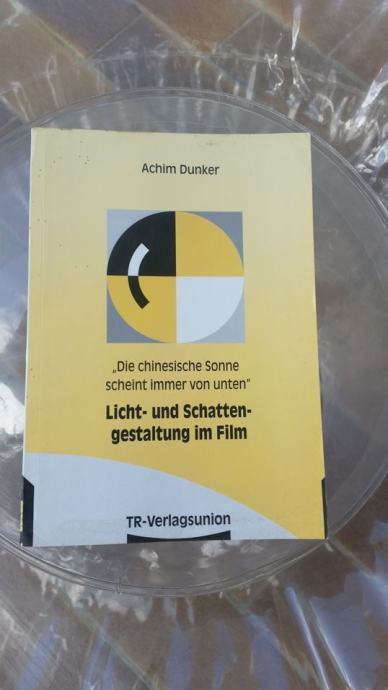 Achim Dunker
„Die chinesische Sonne
scheint immer von unten"
Licht- und Schatten-
gestaltung im Film
TR-Verlagsunion